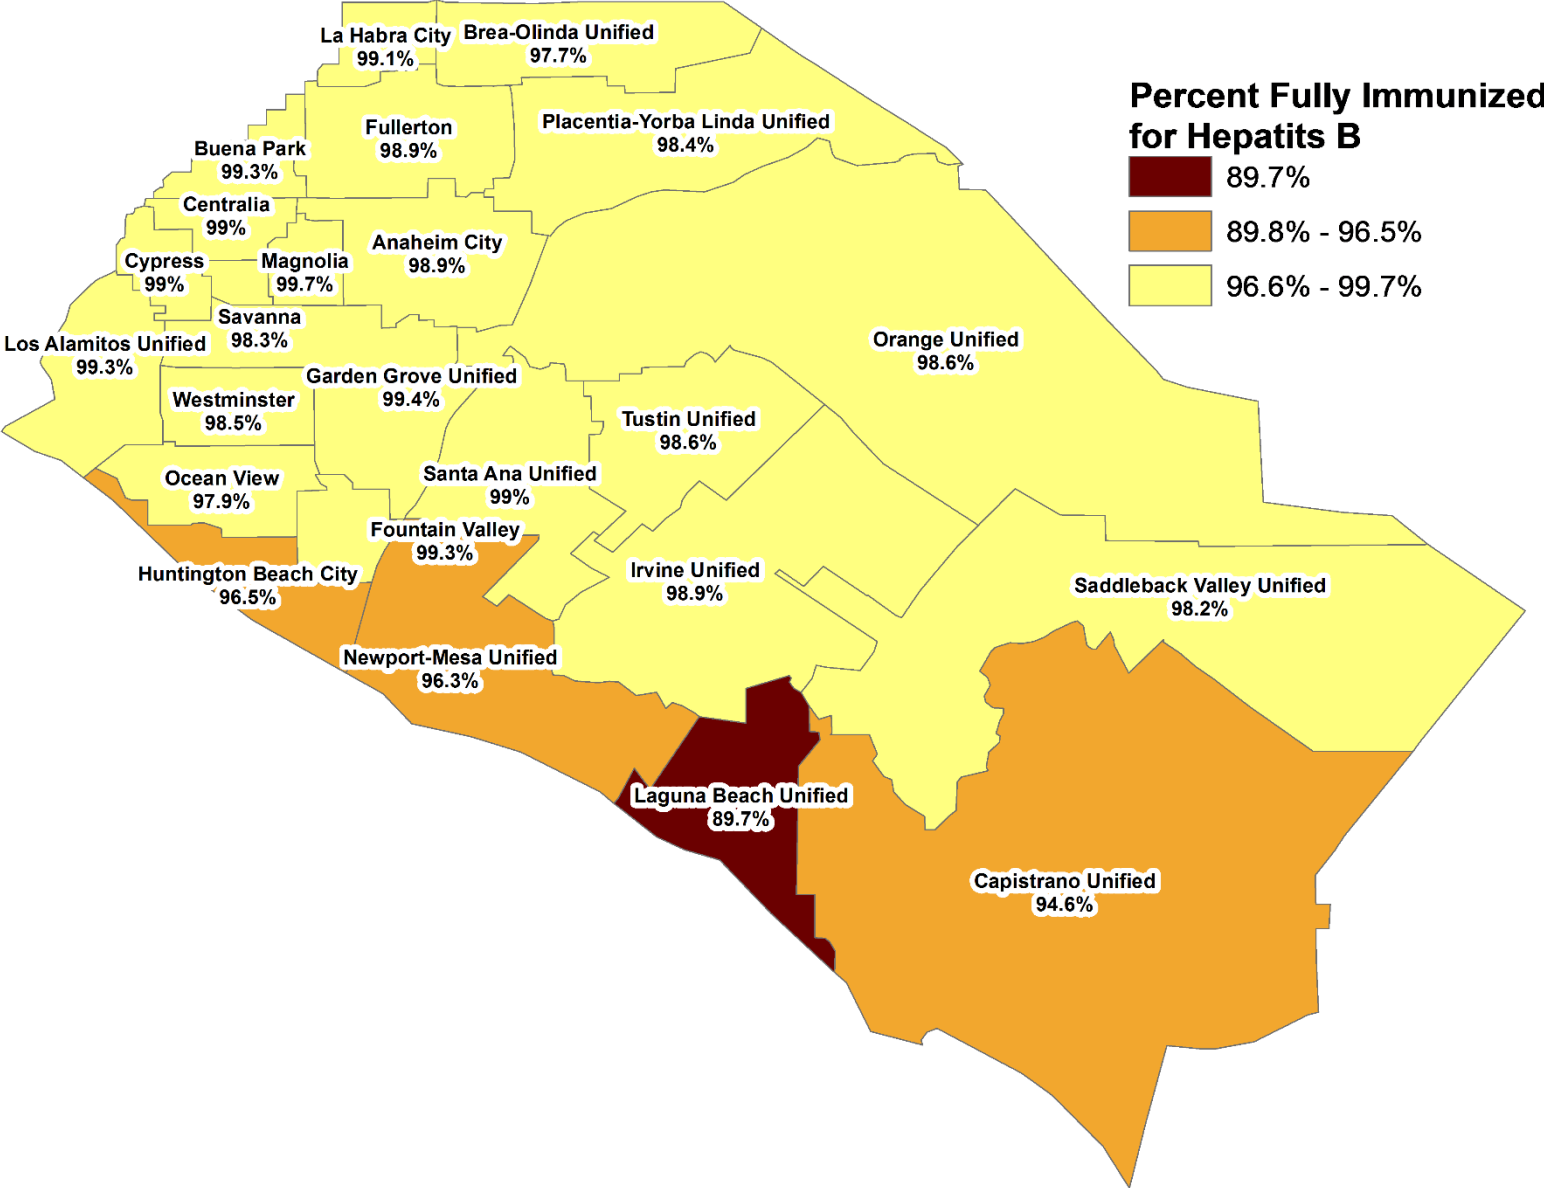 La Habra City
99.1%
Brea-Olinda Unified
97.7%
Percent Fully Immunized
for Hepatits B
89.7%
89.8% - 96.5%
96.6% - 99.7%
Fullerton
98.9%
Placentia-Yorba Linda Unified
98.4%
Buena Park
99.3%
Centralia
99%
Anaheim City
98.9%
Cypress
99%
Magnolia
99.7%
Savanna
98.3%
Los Alamitos Unified
99.3%
Orange Unified
98.6%
Garden Grove Unified
99.4%
Westminster
98.5%
Tustin Unified
98.6%
Ocean View
97.9%
Santa Ana Unified
99%
Fountain Valley
99.3%
Huntington Beach City
96.5%
Irvine Unified
98.9%
Saddleback Valley Unified
98.2%
Newport-Mesa Unified
96.3%
Laguna Beach Unified
89.7%
Capistrano Unified
94.6%